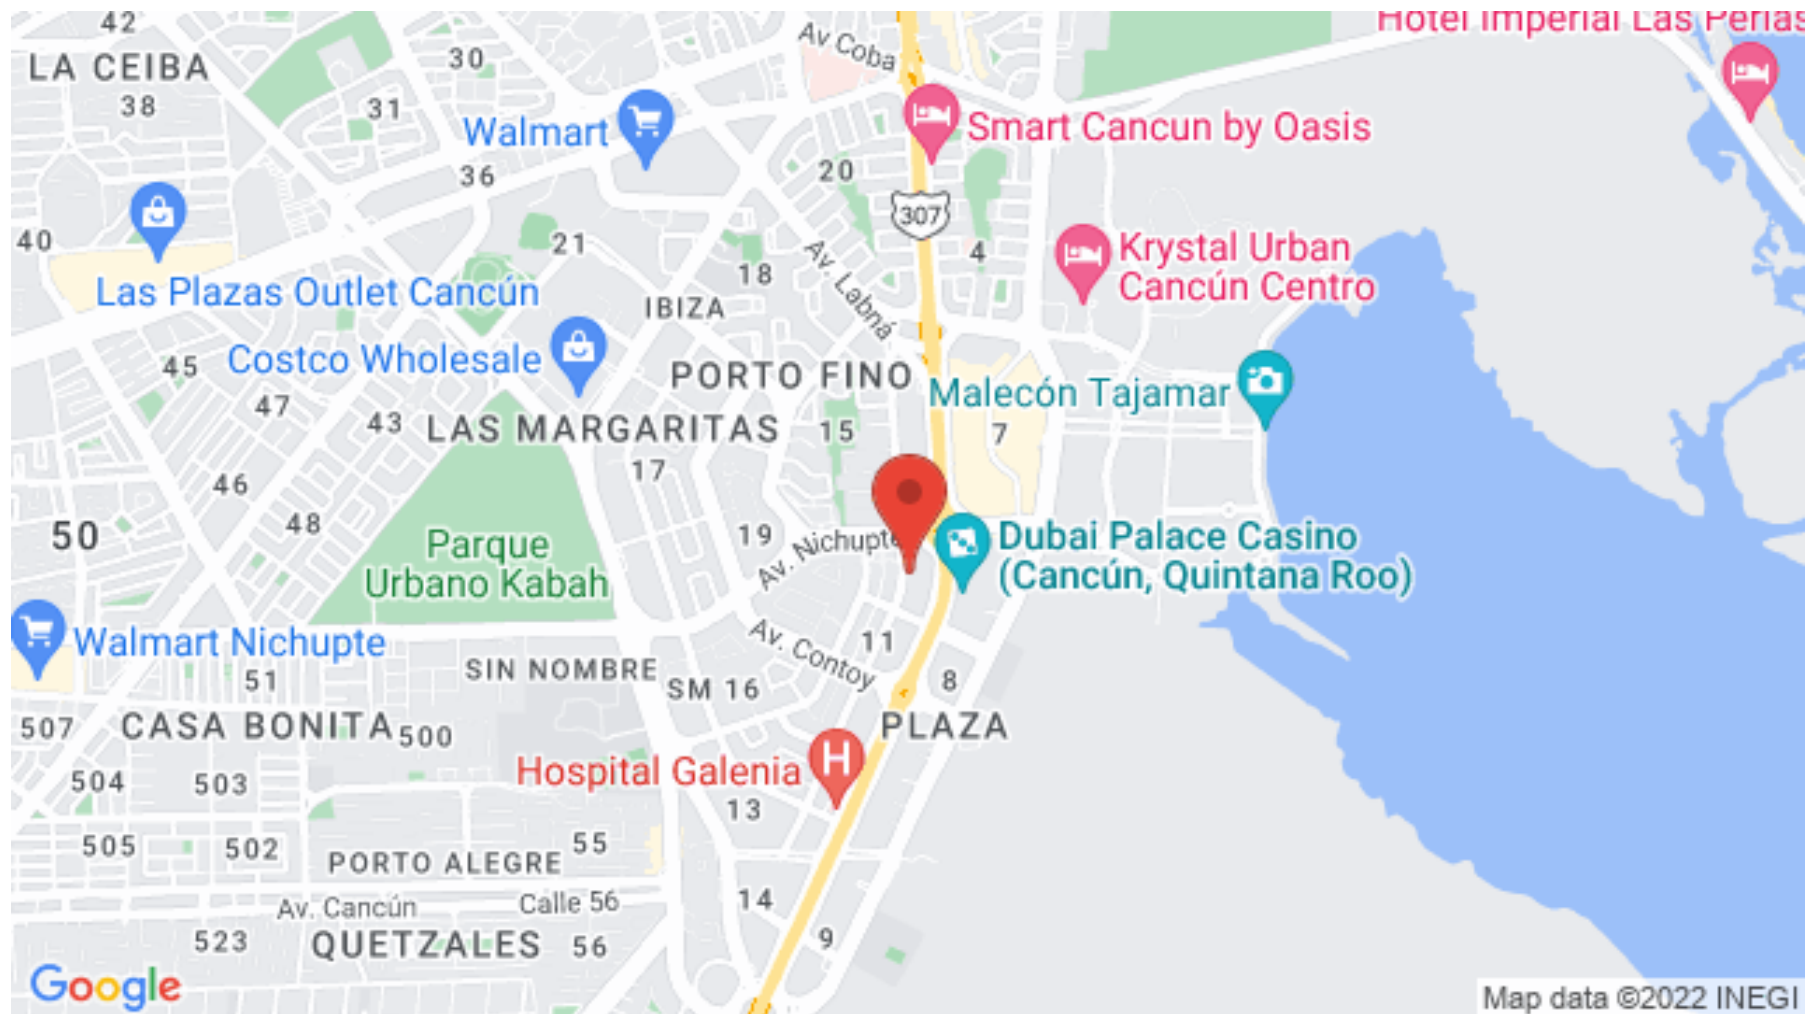 42
Av Coba
Hotel Imperial Las Perlas
LA CEIBA
30
38
31
Walmart
Smart Cancun by Oasis
36
20
307
40
21
Av. Labná
4
Krystal Urban
Cancún Centro
18
Las Plazas Outlet Cancún
IBIZA
Costco Wholesale
45
PORTO FINO
Malecón Tajamar
47
43
LAS MARGARITAS
15
7
17
46
48
50
Parque
Urbano Kabah
19
Av. Nichupte
Dubai Palace Casino
(Cancún, Quintana Roo)
Walmart Nichupte
Av. Contoy
11
51
SIN NOMBRE
SM 16
8
507
CASA BONITA
500
PLAZA
504
503
Hospital Galenia
13
505
502
PORTO ALEGRE
55
Av. Cancún
Calle 56
14
523
QUETZALES
56
9
Google
Map data ©2022 INEGI